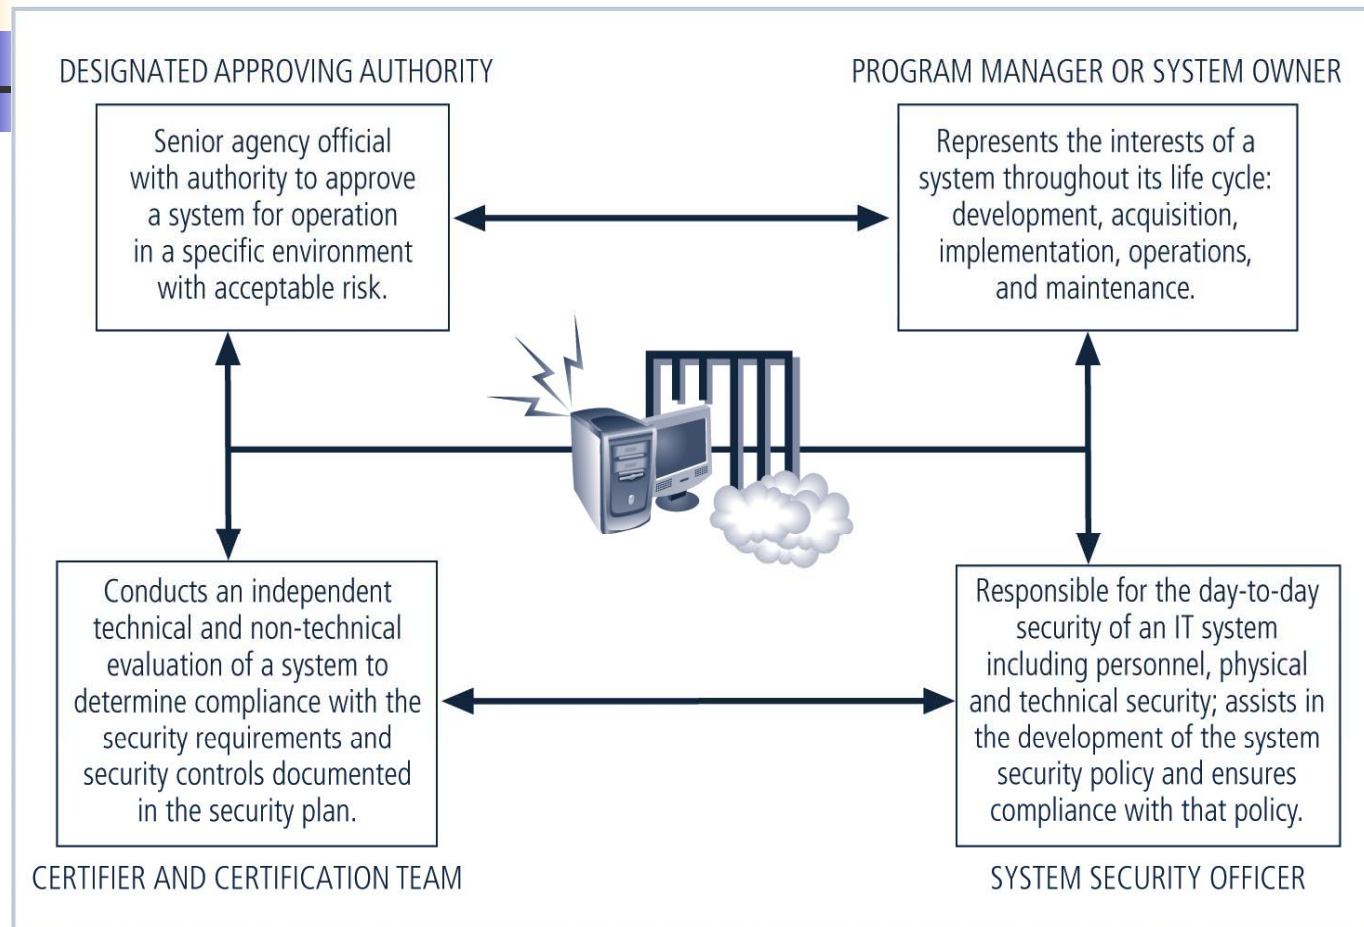 DESIGNATED APPROVING AUTHORITY
Senior agency official
with authority to approve
a system for operation
in a specific environment
with acceptable risk.
PROGRAM MANAGER OR SYSTEM OWNER
Represents the interests of a
system throughout its life cycle:
development, acquisition,
implementation, operations,
and maintenance.
Conducts an independent
technical and non-technical
evaluation of a system to
determine compliance with the
security requirements and
security controls documented
in the security plan.
CERTIFIER AND CERTIFICATION TEAM
Responsible for the day-to-day
security of an IT system
including personnel, physical
and technical security; assists in
the development of the system
security policy and ensures
compliance with that policy.
SYSTEM SECURITY OFFICER